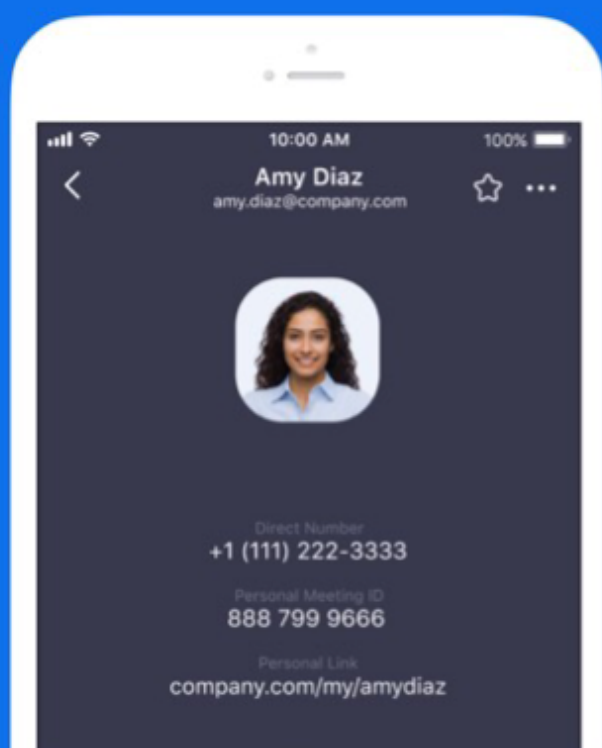 10:00 AM
100%
Amy Diaz
amy.diaz@company.com
Direct Number
+1 (111) 222-3333
Personal Meeting ID
888 799 9666
Personal Link
company.com/my/amydiaz